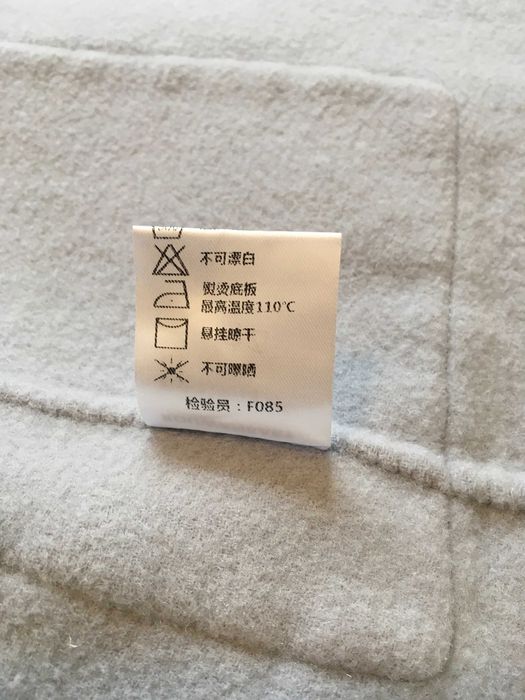 不可漂白
熨烫底板
最高温度110℃
悬挂晾干
不可曝晒
检验员：F085